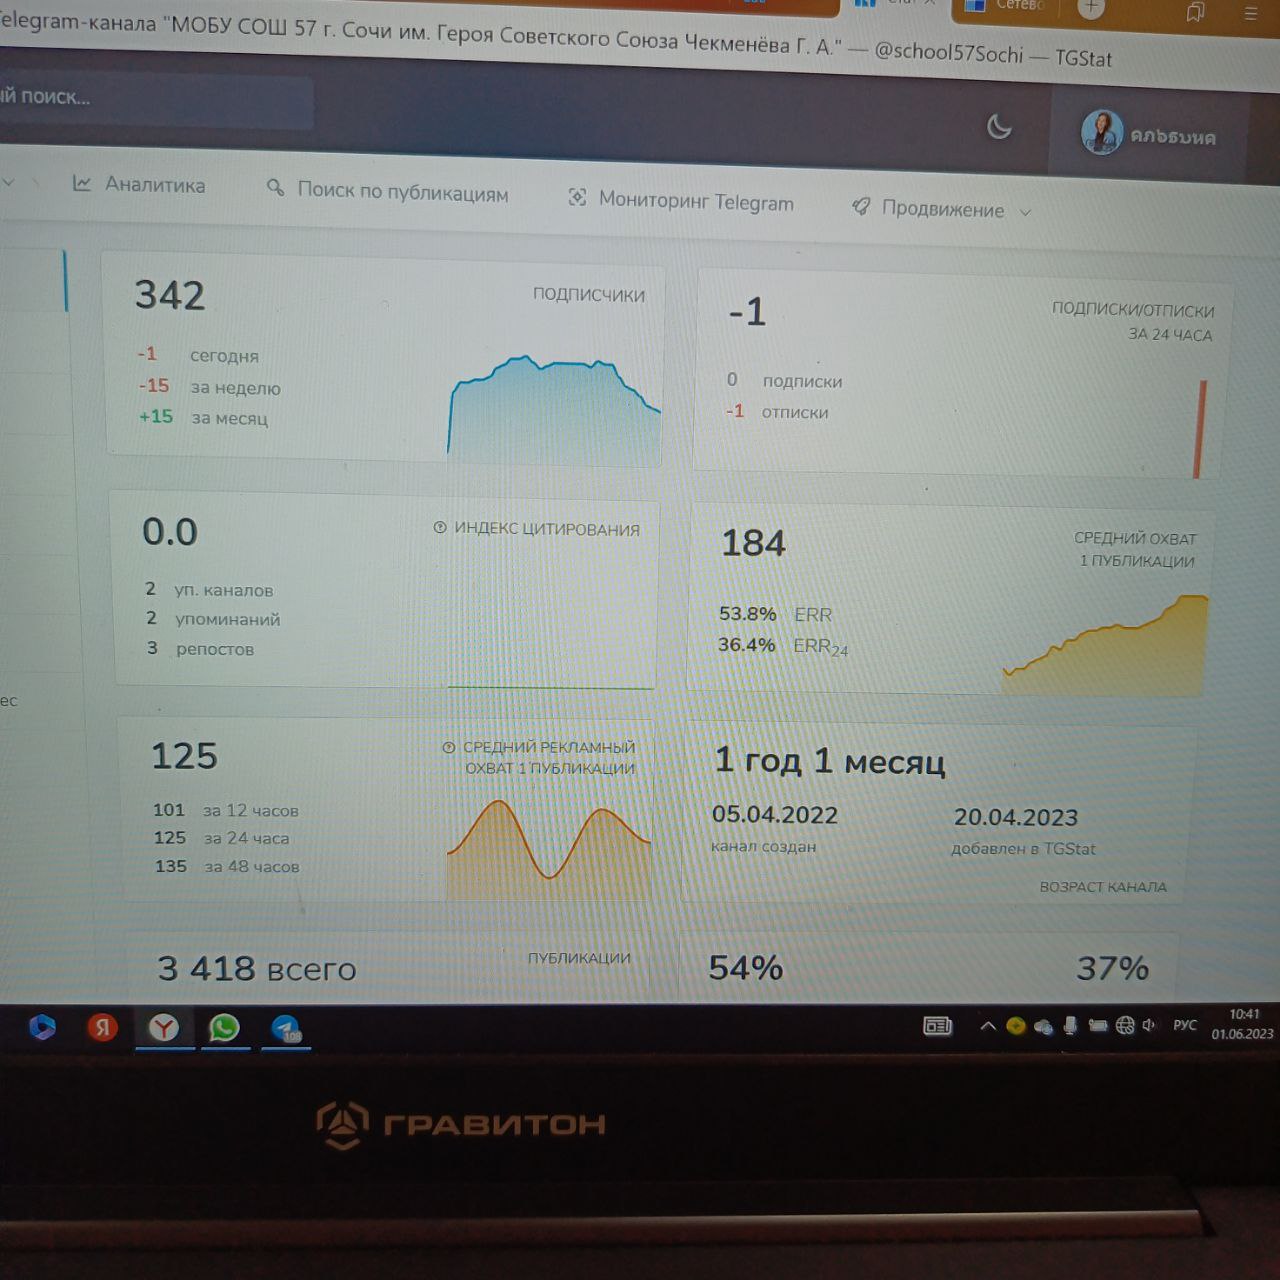 Сетево
Telegram-канала "МОБУ СОШ 57 г. Сочи им. Героя Советского Союза Чекменёва Г. А." — @school57Sochi — TGStat
ый поиск...
Аналитика
Поиск по публикациям
Мониторинг Telegram
Продвижение
342
ПОДПИСЧИКИ
-1 сегодня
-15 за неделю
+15 за месяц
-1
ПОДПИСКИ/ОТПИСКИ
ЗА 24 ЧАСА
0 подписки
-1 отписки
0.0
ИНДЕКС ЦИТИРОВАНИЯ
2 уп. каналов
2 упоминаний
3 репостов
184
СРЕДНИЙ ОХВАТ
1 ПУБЛИКАЦИИ
53.8% ERR
36.4% ERR24
ес
125
СРЕДНИЙ РЕКЛАМНЫЙ
ОХВАТ 1 ПУБЛИКАЦИИ
101 за 12 часов
125 за 24 часа
135 за 48 часов
1 год 1 месяц
05.04.2022
канал создан
20.04.2023
добавлен в TGStat
ВОЗРАСТ КАНАЛА
3 418 всего
ПУБЛИКАЦИИ
54%
37%
Я
Y
108
РУС
10:41
01.06.2023
ГРАВИТОН